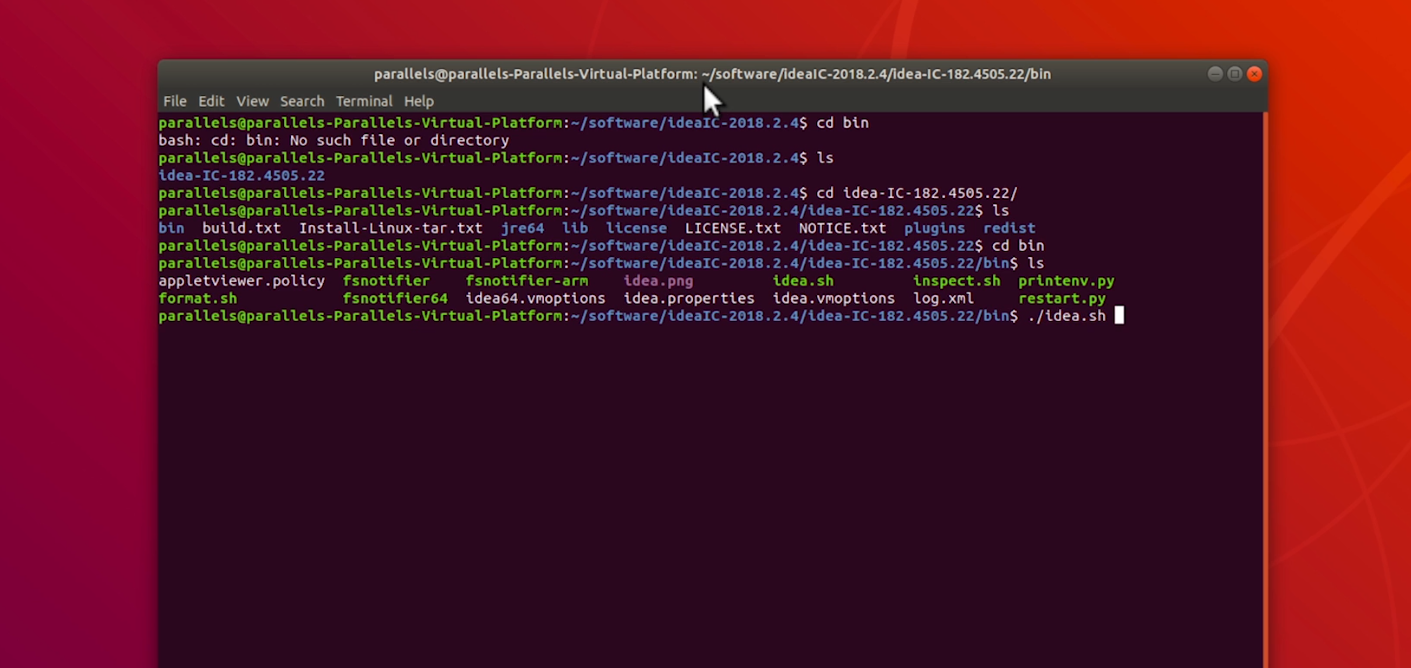 parallels@parallels-Parallels-Virtual-Platform: ~/software/ideaIC-2018.2.4/idea-IC-182.4505.22/bin
File Edit View Search Terminal Help
parallels@parallels-Parallels-Virtual-Platform:~/software/ideaIC-2018.2.4$ cd bin
bash: cd: bin: No such file or directory
parallels@parallels-Parallels-Virtual-Platform:~/software/ideaIC-2018.2.4$ ls
idea-IC-182.4505.22
parallels@parallels-Parallels-Virtual-Platform:~/software/ideaIC-2018.2.4$ cd idea-IC-182.4505.22/
parallels@parallels-Parallels-Virtual-Platform:~/software/ideaIC-2018.2.4/idea-IC-182.4505.22$ ls
bin build.txt Install-Linux-tar.txt jre64 lib license LICENSE.txt NOTICE.txt plugins redist
parallels@parallels-Parallels-Virtual-Platform:~/software/ideaIC-2018.2.4/idea-IC-182.4505.22$ cd bin
parallels@parallels-Parallels-Virtual-Platform:~/software/ideaIC-2018.2.4/idea-IC-182.4505.22/bin$ ls
appletviewer.policy fsnotifier fsnotifier-arm idea.png idea.sh inspect.sh printenv.py
format.sh fsnotifier64 idea64.vmoptions idea.properties idea.vmoptions log.xml restart.py
parallels@parallels-Parallels-Virtual-Platform:~/software/ideaIC-2018.2.4/idea-IC-182.4505.22/bin$ ./idea.sh